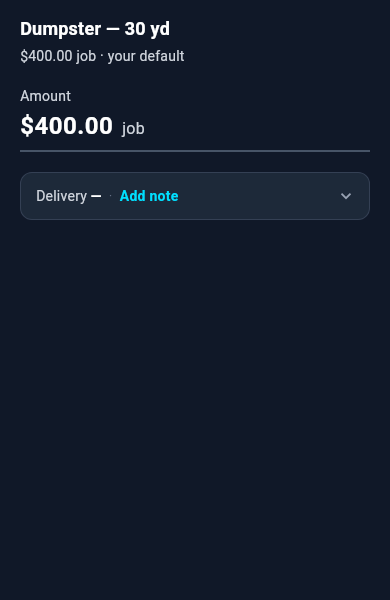 Dumpster — 30 yd
$400.00 job · your default
Amount
$400.00 job
Delivery — · Add note